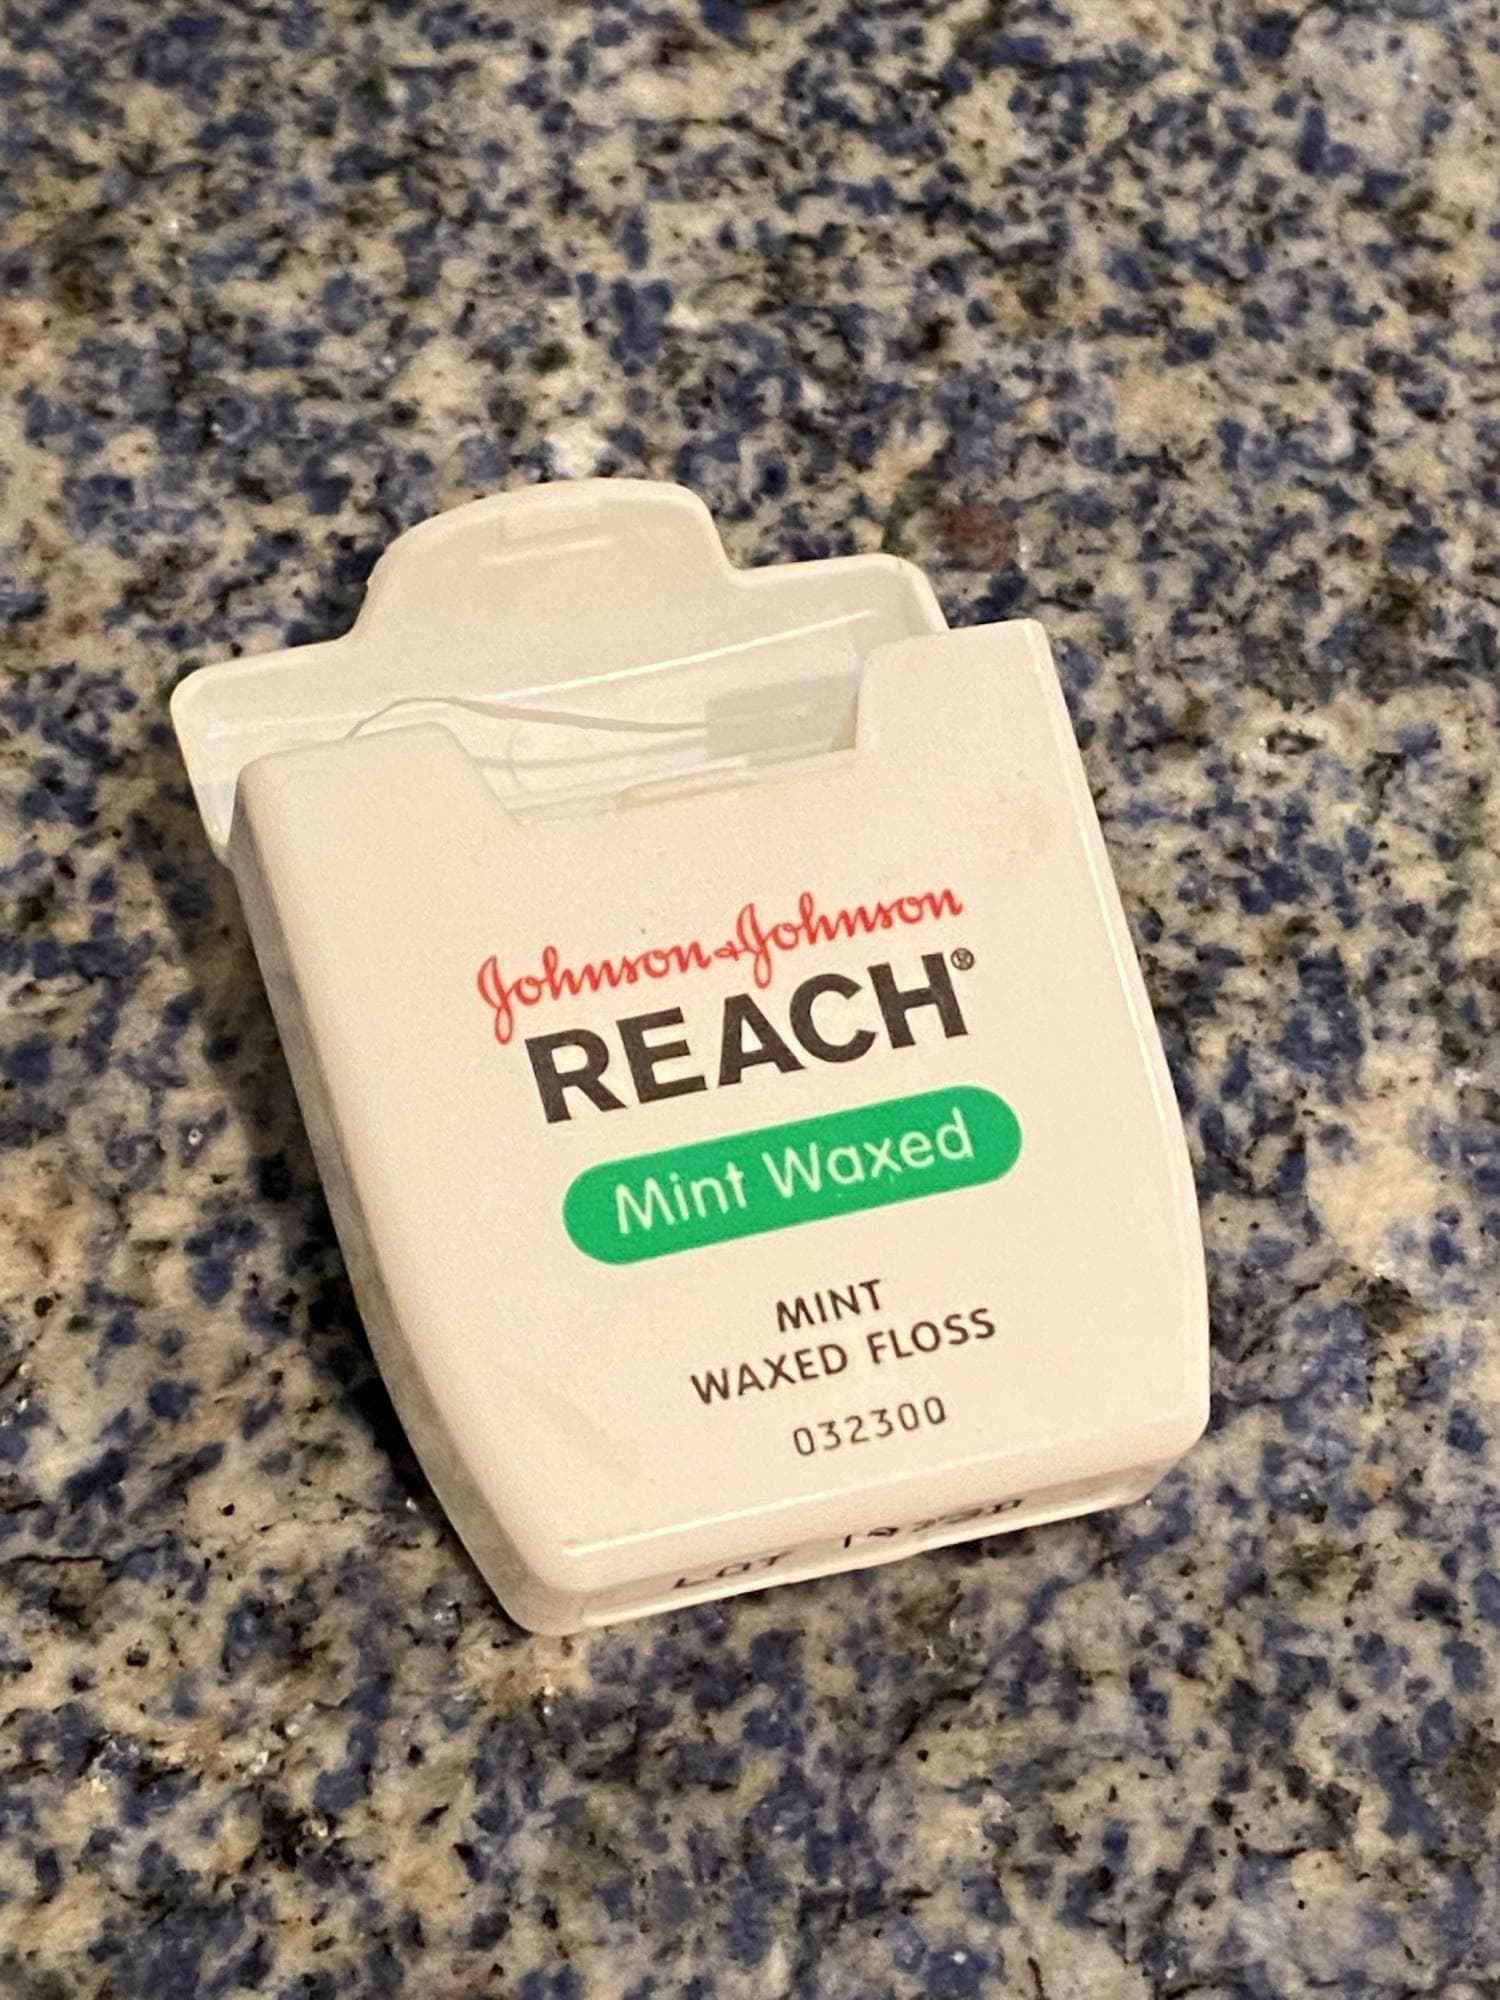 Johnson & Johnson
REACH®
Mint Waxed
MINT
WAXED FLOSS
032300
LOT